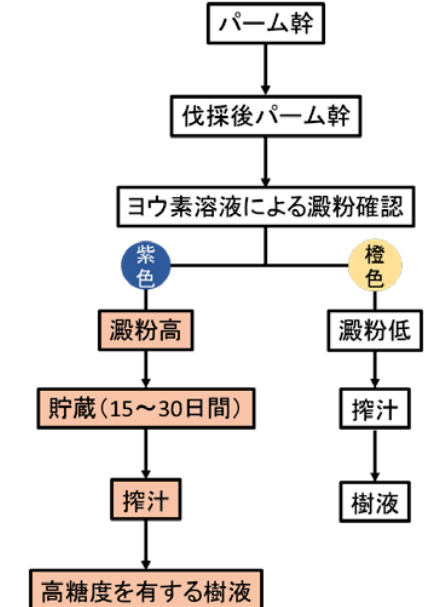 パーム幹
伐採後パーム幹
ヨウ素溶液による澱粉確認
紫
色
橙
色
澱粉高
澱粉低
貯蔵（15～30日間）
搾汁
搾汁
樹液
高糖度を有する樹液